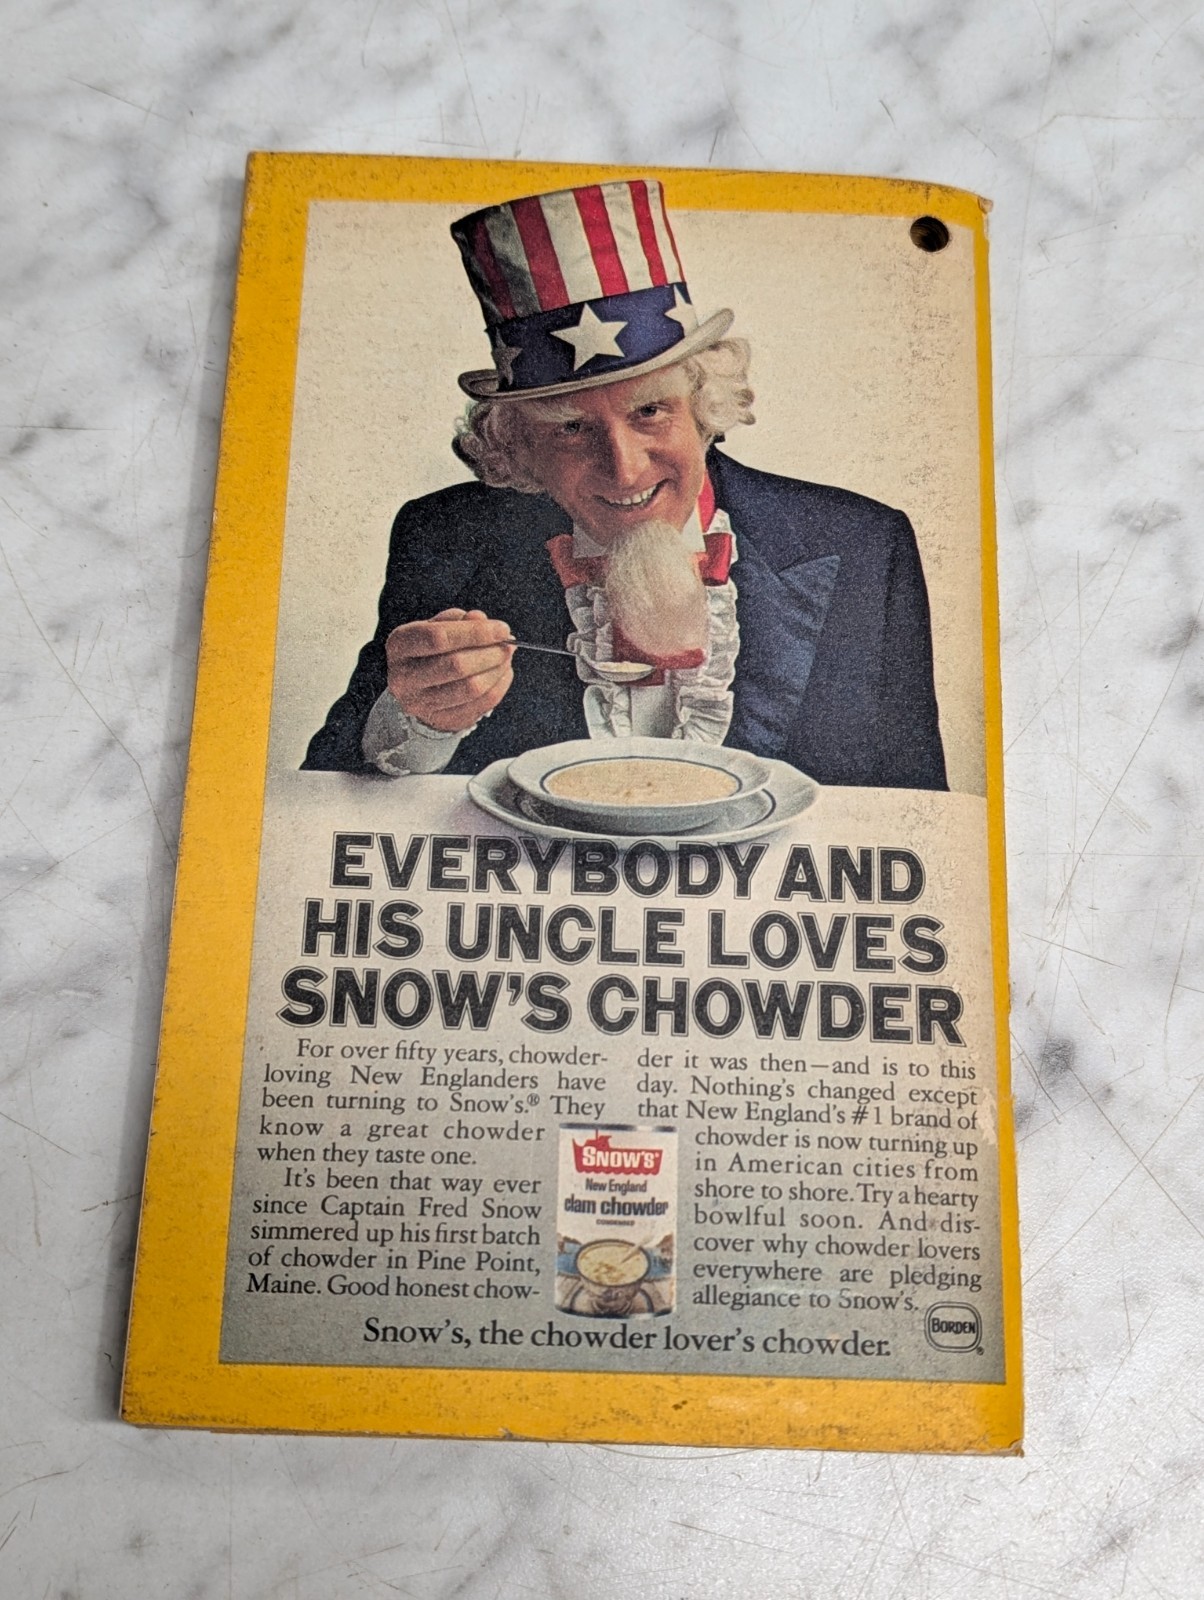 EVERYBODY AND
HIS UNCLE LOVES
SNOW'S CHOWDER
For over fifty years, chowder-
loving New Englanders have
been turning to Snow's.® They
know a great chowder
when they taste one.
It's been that way ever
since Captain Fred Snow
simmered up his first batch
of chowder in Pine Point,
Maine. Good honest chow-
der it was then—and is to this
day. Nothing's changed except
that New England's #1 brand of
chowder is now turning up
in American cities from
shore to shore. Try a hearty
bowlful soon. And dis-
cover why chowder lovers
everywhere are pledging
allegiance to Snow's.
SNOW'S®
New England
clam chowder
CONDENSED
Snow's, the chowder lover's chowder.
BORDEN
®